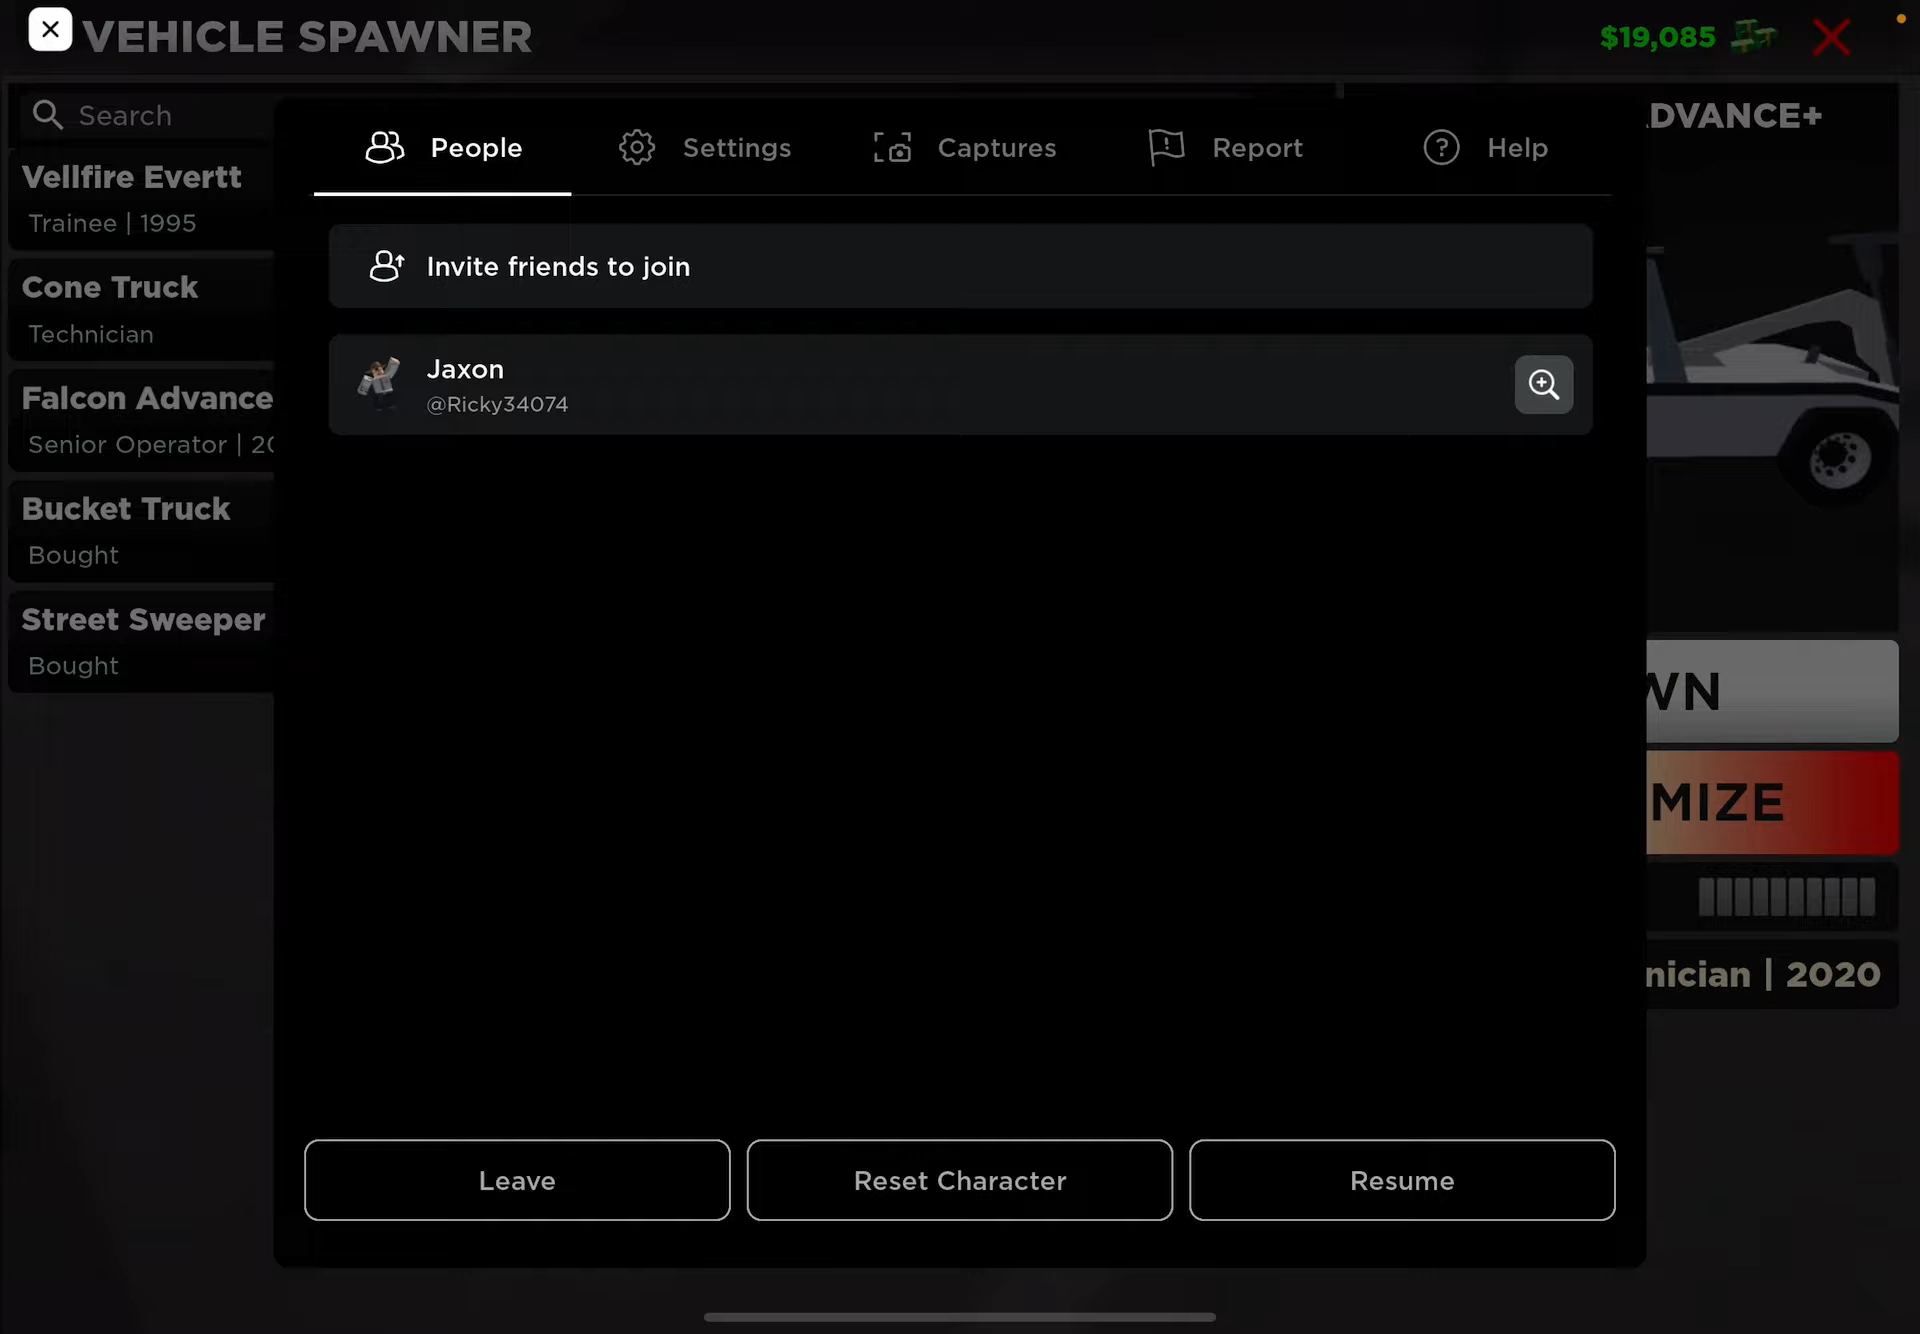 VEHICLE SPAWNER
$19,085
Search
Vellfire Evertt
Trainee | 1995
Cone Truck
Technician
Falcon Advance
Senior Operator | 20
Bucket Truck
Bought
Street Sweeper
Bought
People
Settings
Captures
Report
Help
Invite friends to join
Jaxon
@Ricky34074
Leave
Reset Character
Resume
DVANCE+
WN
MIZE
nician | 2020